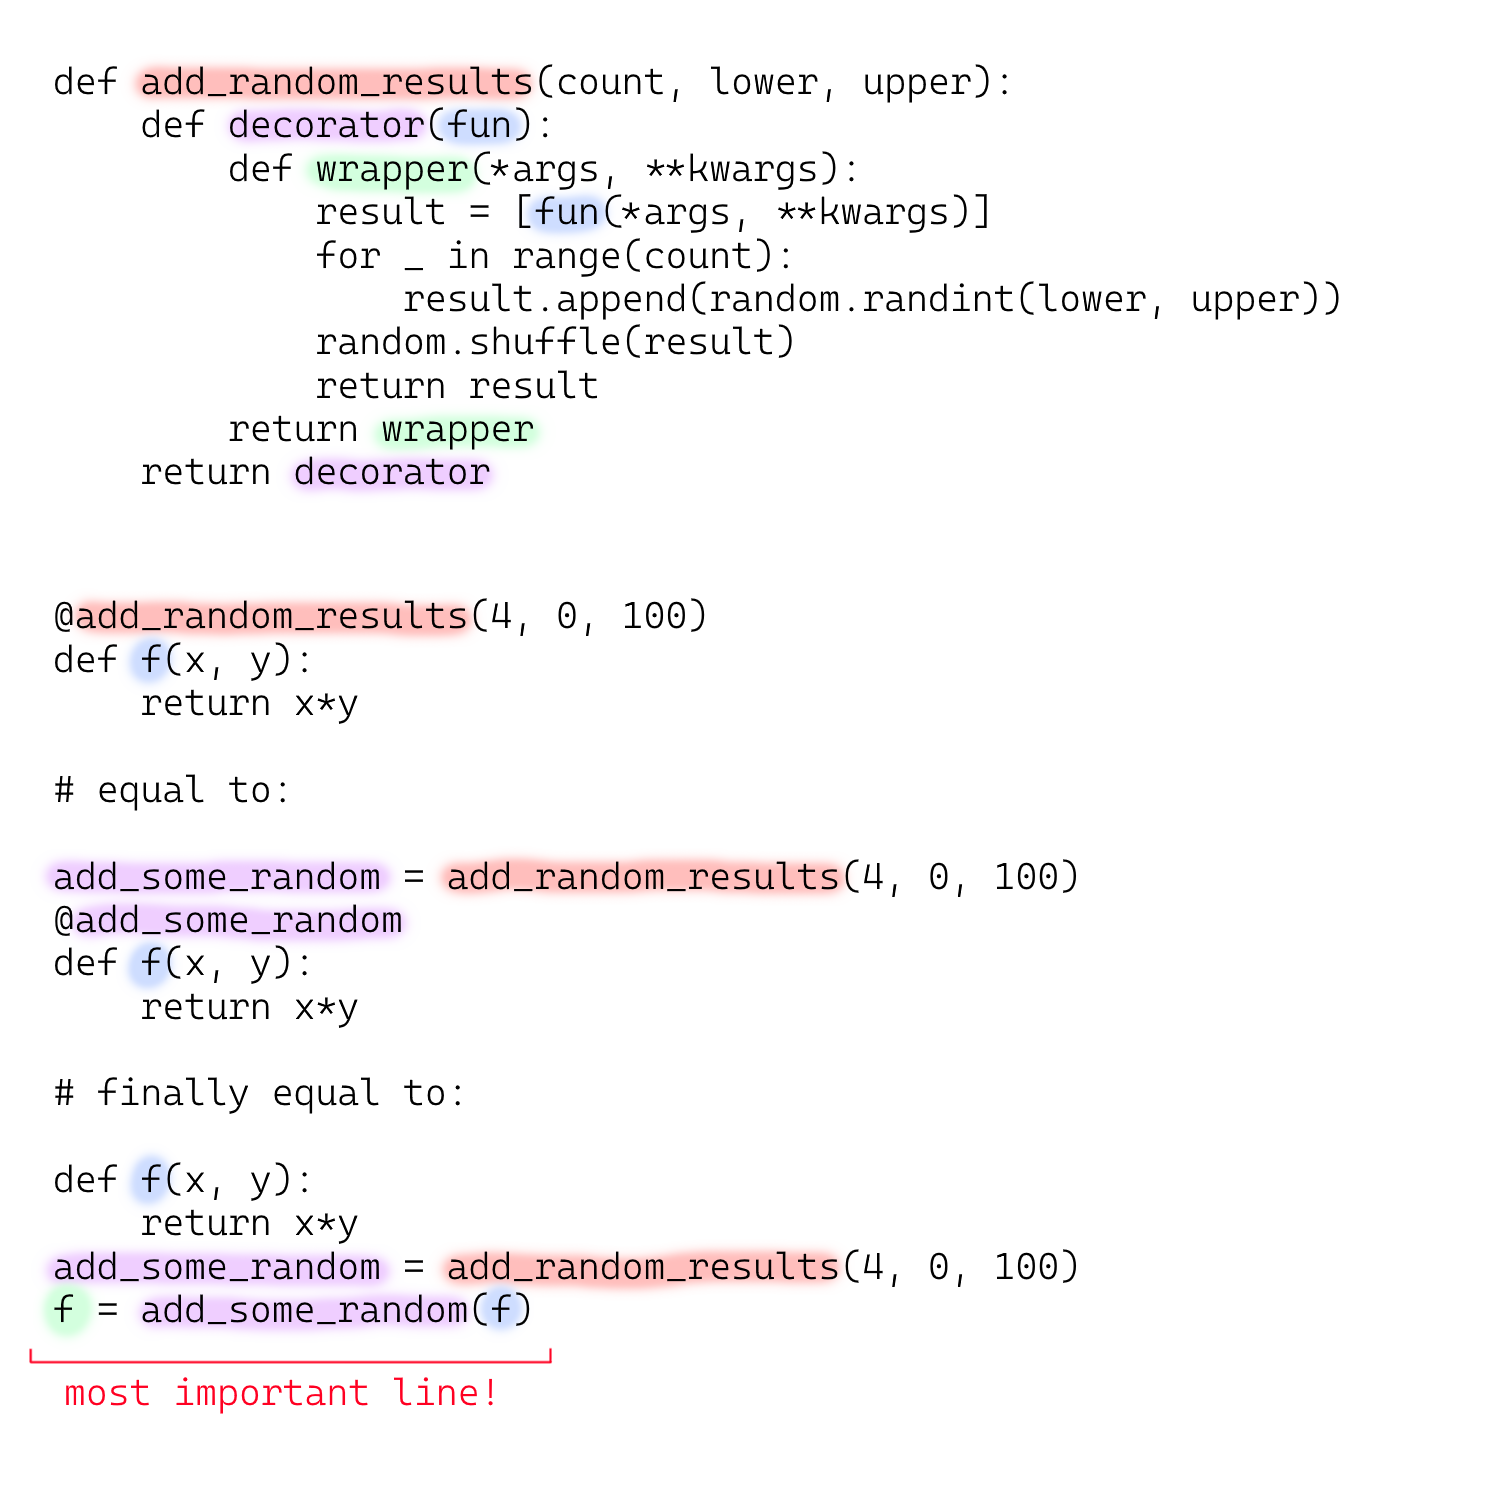 def add_random_results(count, lower, upper):
    def decorator(fun):
        def wrapper(*args, **kwargs):
            result = [fun(*args, **kwargs)]
            for _ in range(count):
                result.append(random.randint(lower, upper))
            random.shuffle(result)
            return result
        return wrapper
    return decorator
@add_random_results(4, 0, 100)
def f(x, y):
    return x*y
# equal to:
add_some_random = add_random_results(4, 0, 100)
@add_some_random
def f(x, y):
    return x*y
# finally equal to:
def f(x, y):
    return x*y
add_some_random = add_random_results(4, 0, 100)
f = add_some_random(f)
most important line!